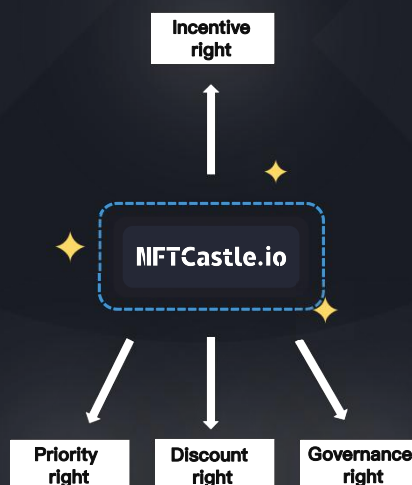 Incentive
right
NFTCastle.io
Priority
right
Discount
right
Governance
right